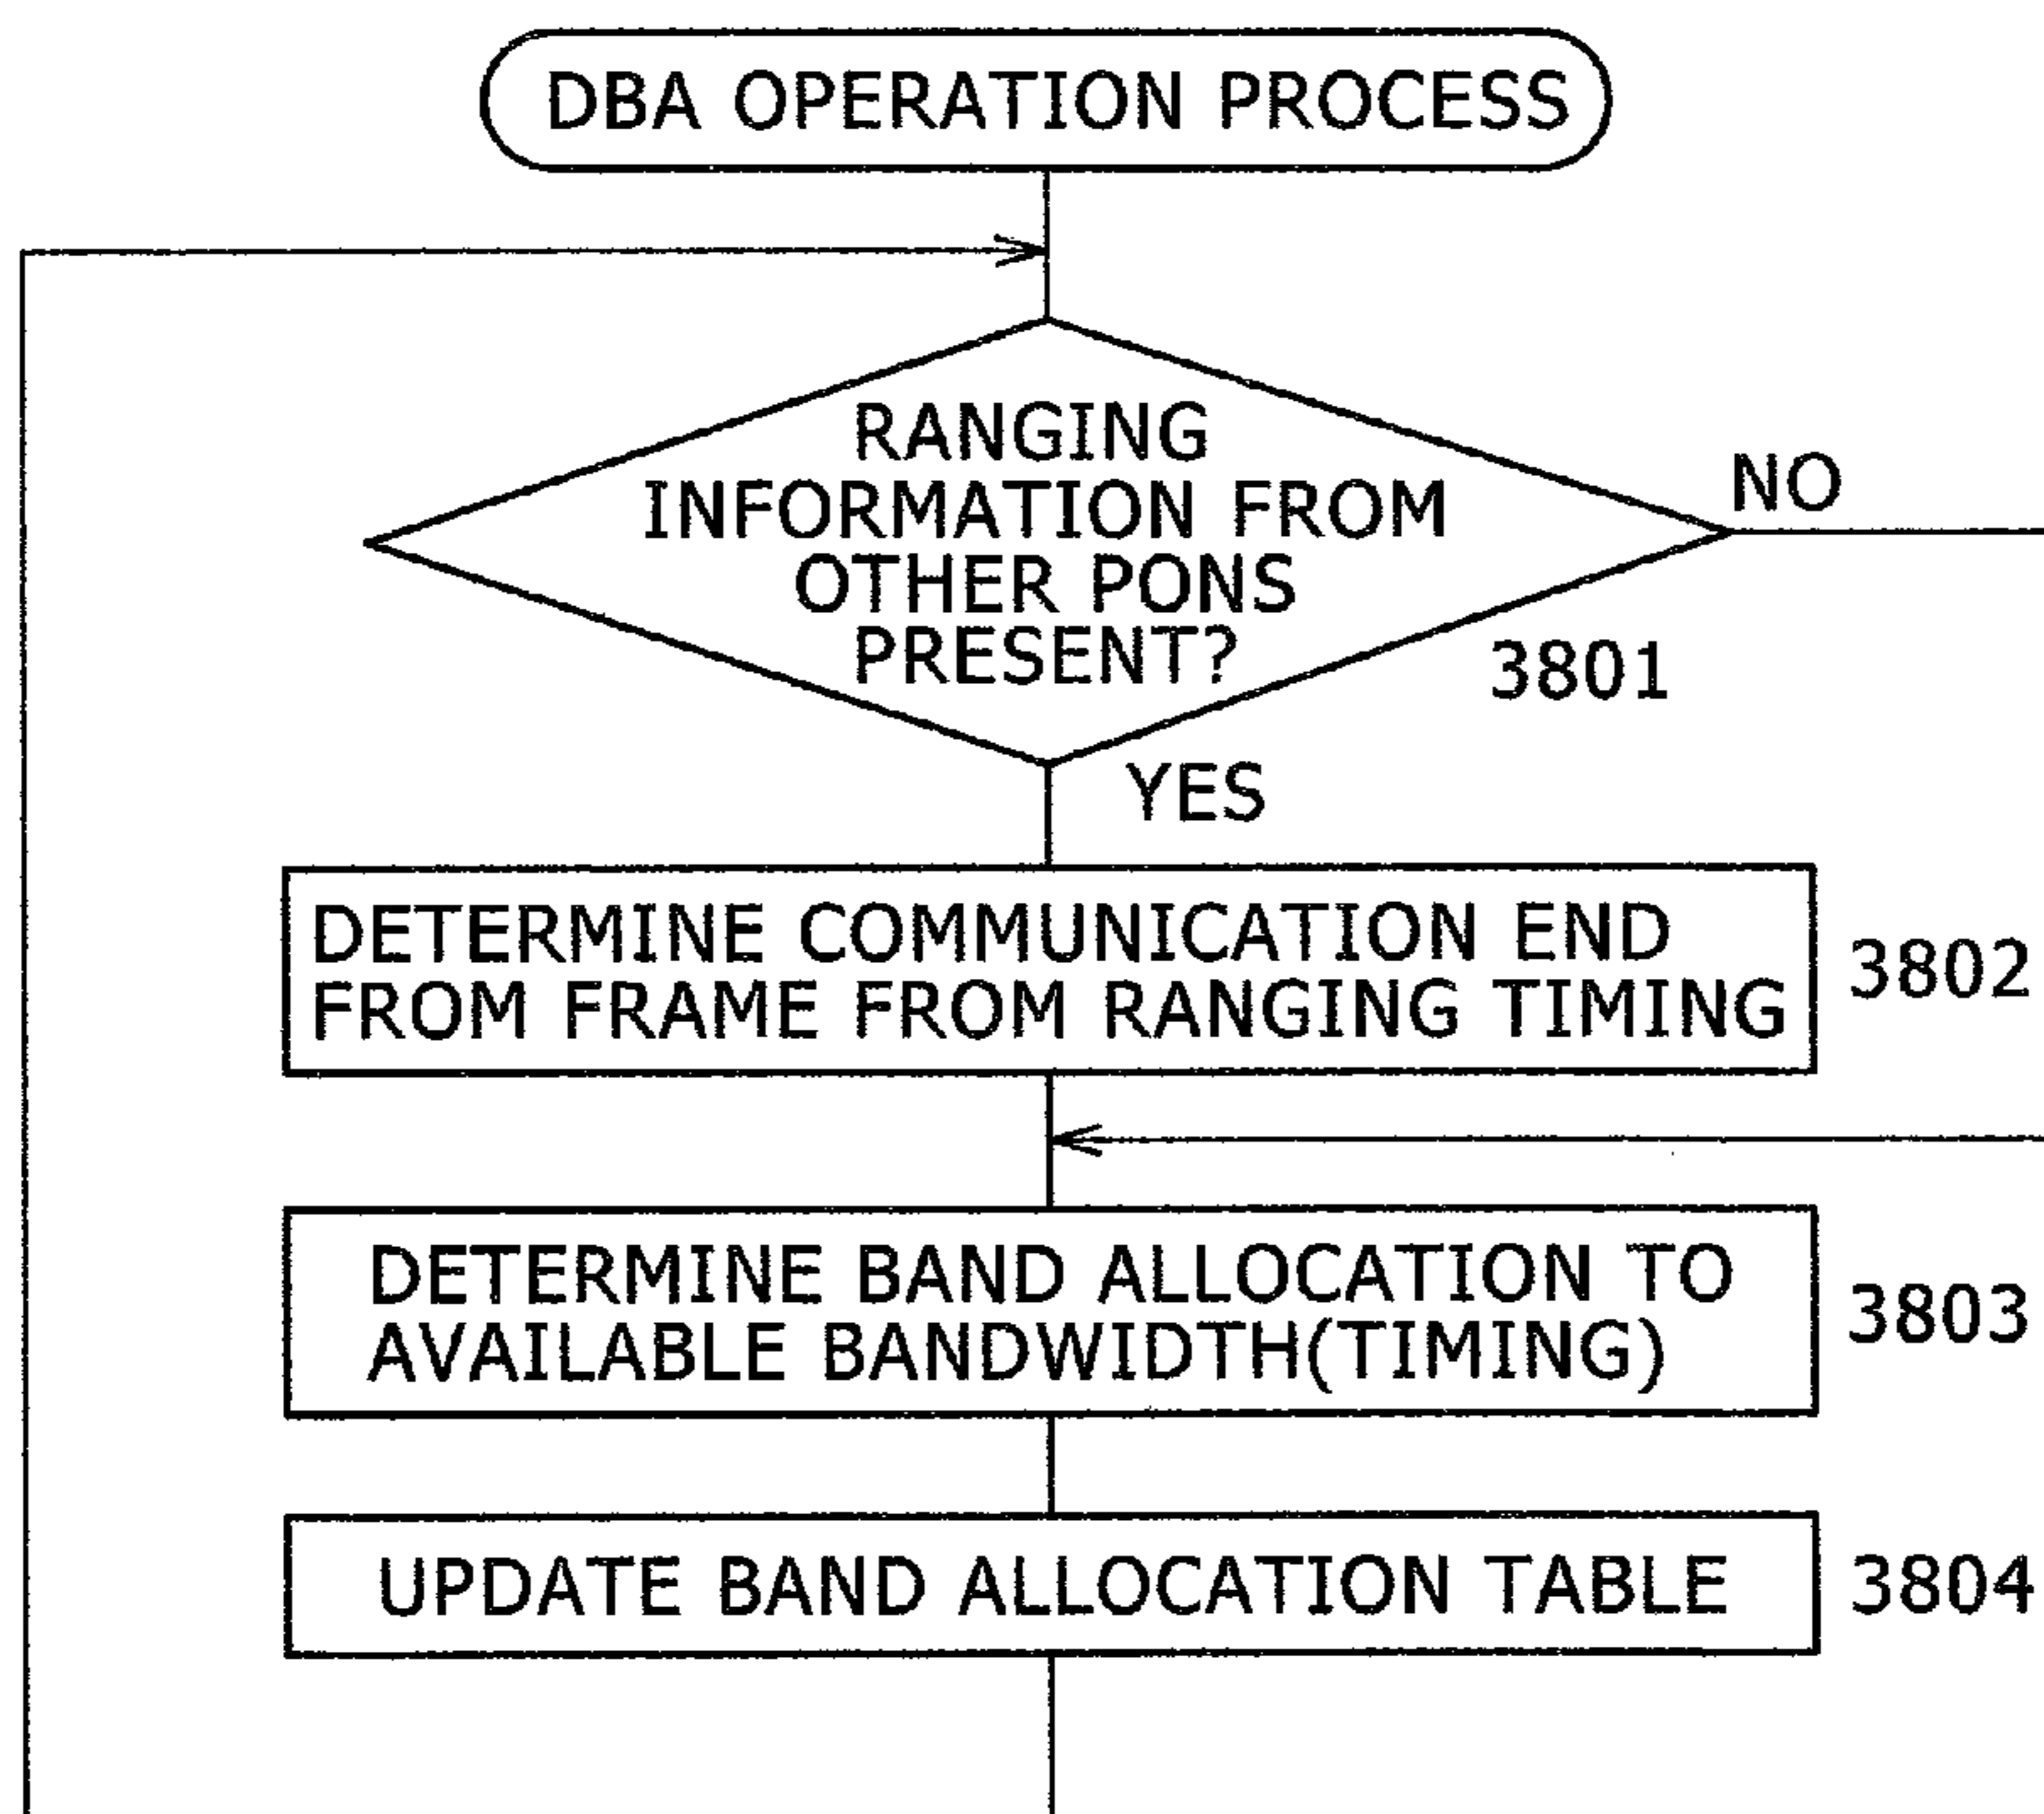 DBA OPERATION PROCESS
RANGING
INFORMATION FROM
OTHER PONS
PRESENT?
NO
3801
YES
DETERMINE COMMUNICATION END
FROM FRAME FROM RANGING TIMING
3802
DETERMINE BAND ALLOCATION TO
AVAILABLE BANDWIDTH(TIMING)
3803
UPDATE BAND ALLOCATION TABLE
3804